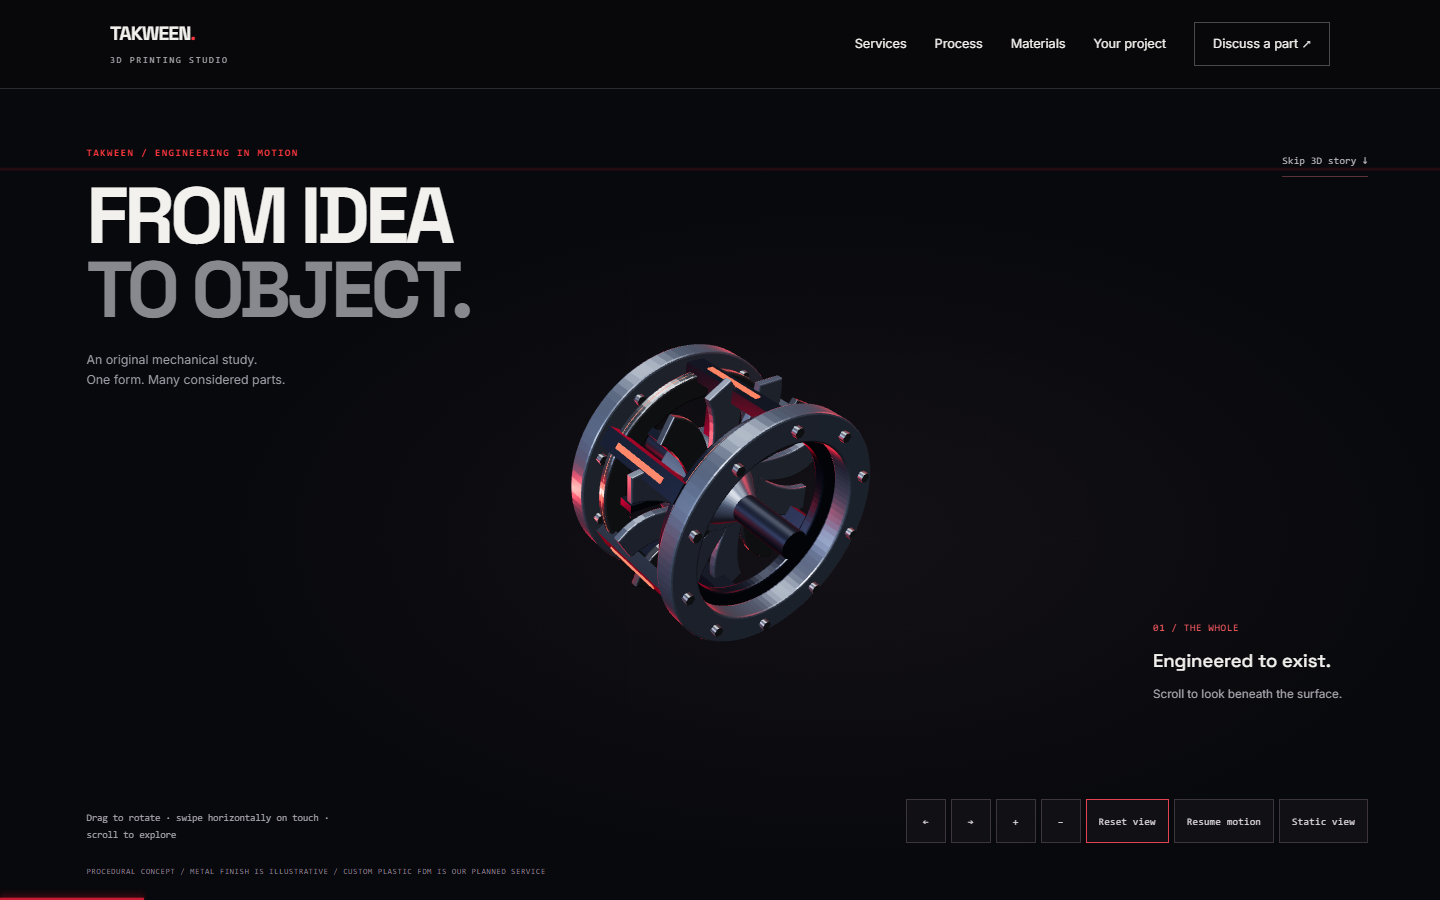 TAKWEEN.
3D PRINTING STUDIO
Services
Process
Materials
Your project
Discuss a part ↗
TAKWEEN / ENGINEERING IN MOTION
Skip 3D story ↓
FROM IDEA
TO OBJECT.
An original mechanical study.
One form. Many considered parts.
01 / THE WHOLE
Engineered to exist.
Scroll to look beneath the surface.
Drag to rotate · swipe horizontally on touch ·
scroll to explore
←
→
+
−
Reset view
Resume motion
Static view
PROCEDURAL CONCEPT / METAL FINISH IS ILLUSTRATIVE / CUSTOM PLASTIC FDM IS OUR PLANNED SERVICE